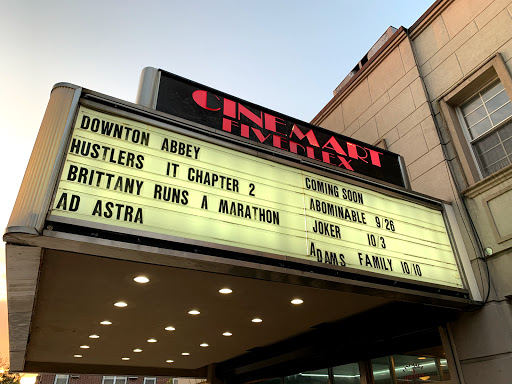 CINEMART
FIVEPLEX
DOWNTON ABBEY
HUSTLERS IT CHAPTER 2
BRITTANY RUNS A MARATHON
AD ASTRA
COMING SOON
ABOMINABLE 9/26
JOKER 10/3
ADAMS FAMILY 10/10